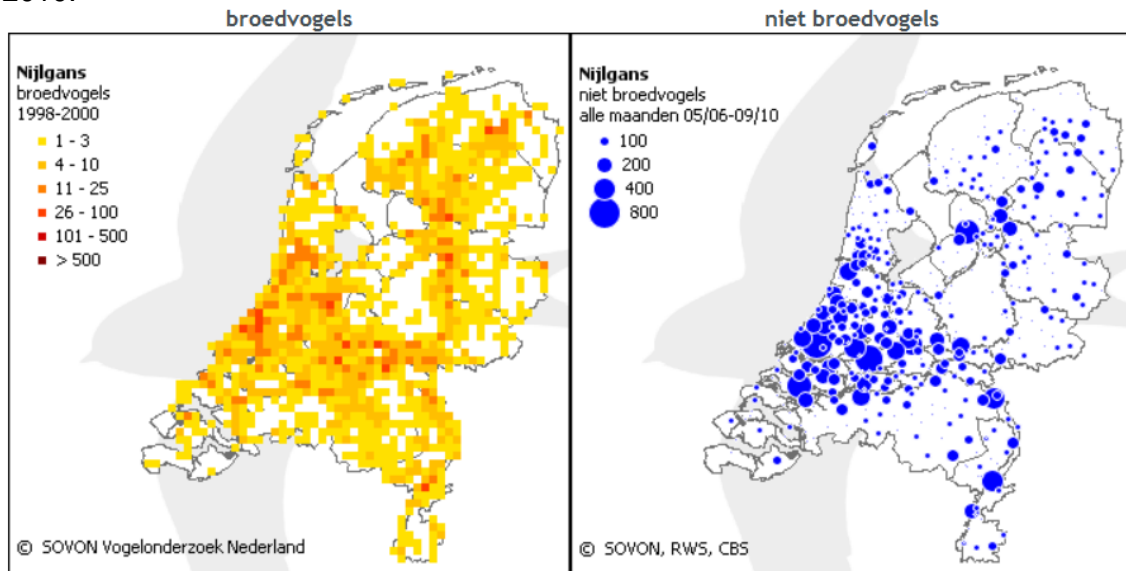 broedvogels
niet broedvogels
Nijlgans
broedvogels
1998-2000
1 - 3
4 - 10
11 - 25
26 - 100
101 - 500
> 500
© SOVON Vogelonderzoek Nederland
Nijlgans
niet broedvogels
alle maanden 05/06-09/10
100
200
400
800
© SOVON, RWS, CBS